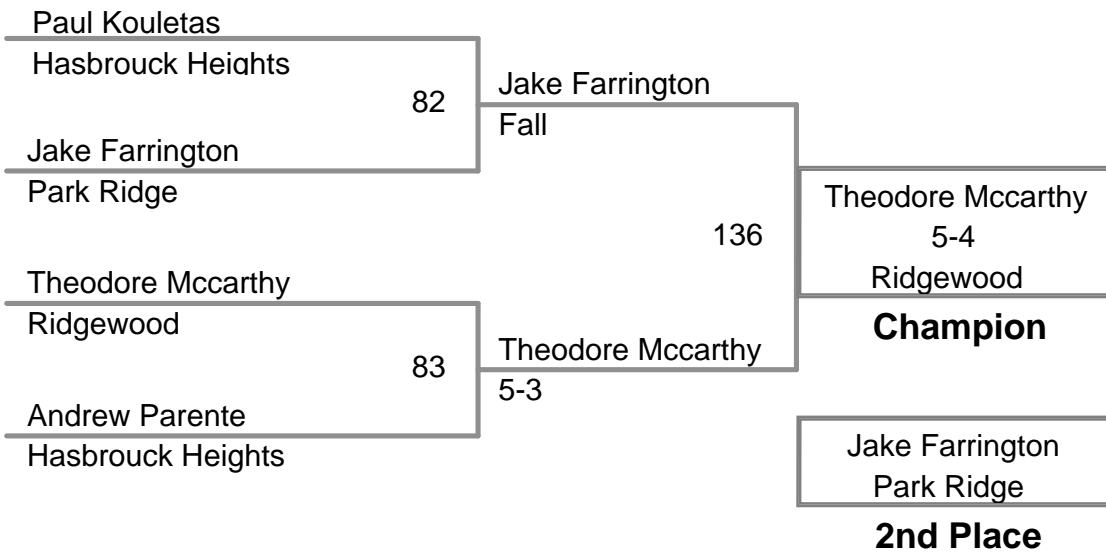 Paul Kouletas
Hasbrouck Heights
82
Jake Farrington
Fall
Jake Farrington
Park Ridge
136
Theodore Mccarthy
5-4
Ridgewood
Champion
Theodore Mccarthy
Ridgewood
83
Theodore Mccarthy
5-3
Andrew Parente
Hasbrouck Heights
Jake Farrington
Park Ridge
2nd Place